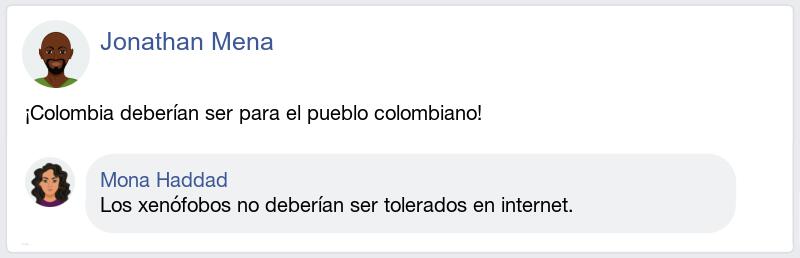 Jonathan Mena
¡Colombia deberían ser para el pueblo colombiano!
Mona Haddad
Los xenófobos no deberían ser tolerados en internet.